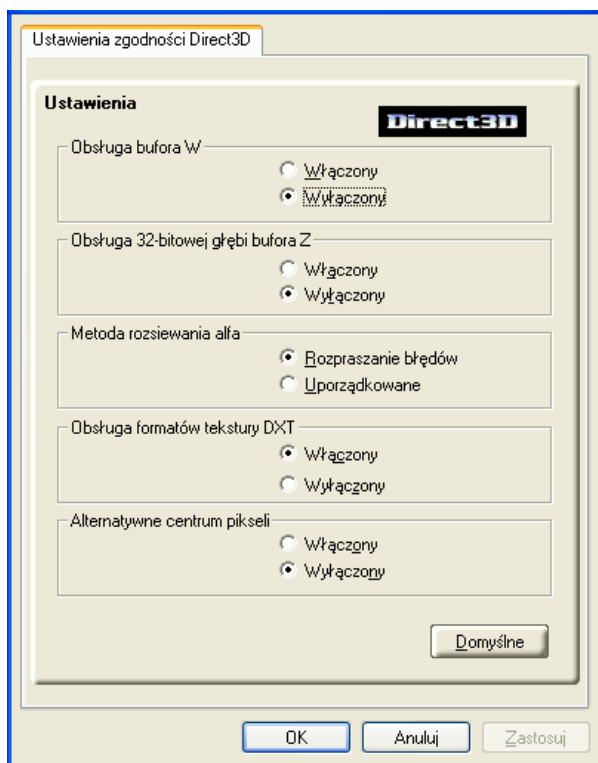 Ustawienia zgodności Direct3D
Ustawienia
Direct3D
Obsługa bufora W
Włączony
Wyłączony
Obsługa 32-bitowej głębi bufora Z
Włączony
Wyłączony
Metoda rozsiewania alfa
Rozpraszanie błędów
Uporządkowane
Obsługa formatów tekstury DXT
Włączony
Wyłączony
Alternatywne centrum pikseli
Włączony
Wyłączony
Domyślne
OK Anuluj Zastosuj